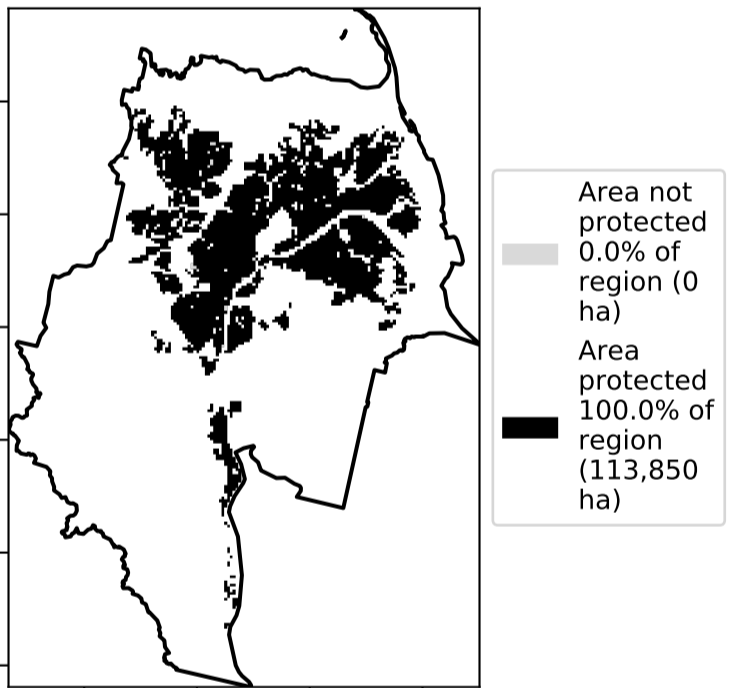 Area not
protected
0.0% of
region (0
ha)
Area
protected
100.0% of
region
(113,850
ha)